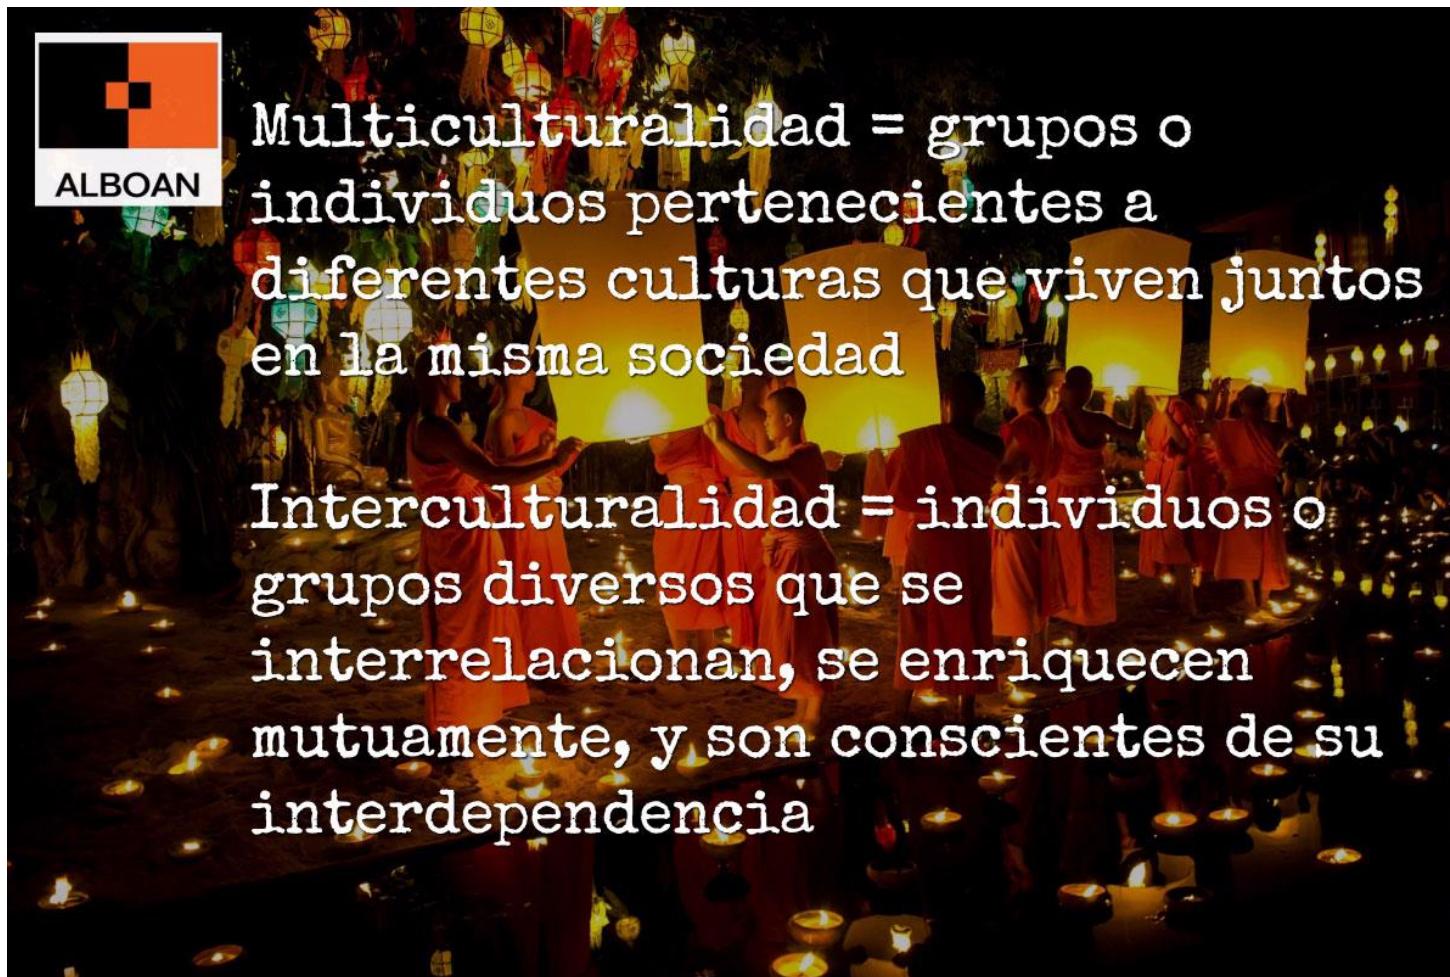 ALBOAN
Multiculturalidad = grupos o
individuos pertenecientes a
diferentes culturas que viven juntos
en la misma sociedad
Interculturalidad = individuos o
grupos diversos que se
interrelacionan, se enriquecen
mutuamente, y son conscientes de su
interdependencia